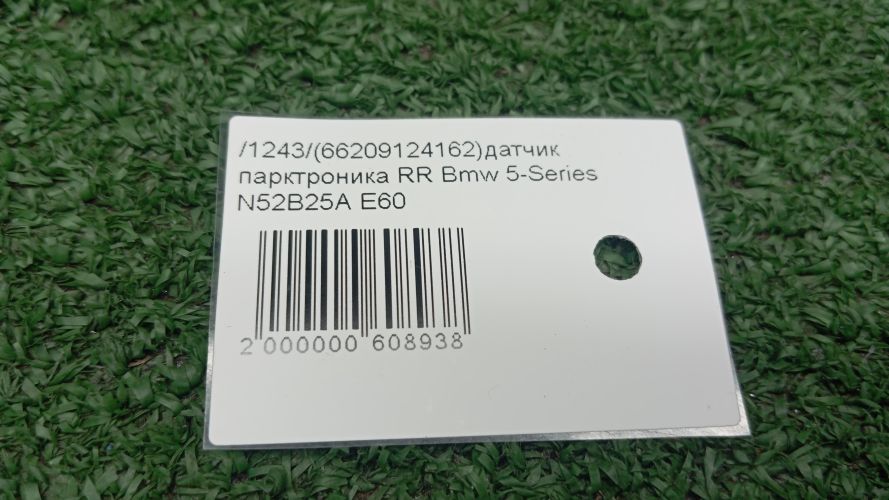 /1243/(66209124162)датчик
парктроника RR Bmw 5-Series
N52B25A E60
2 000000 608938